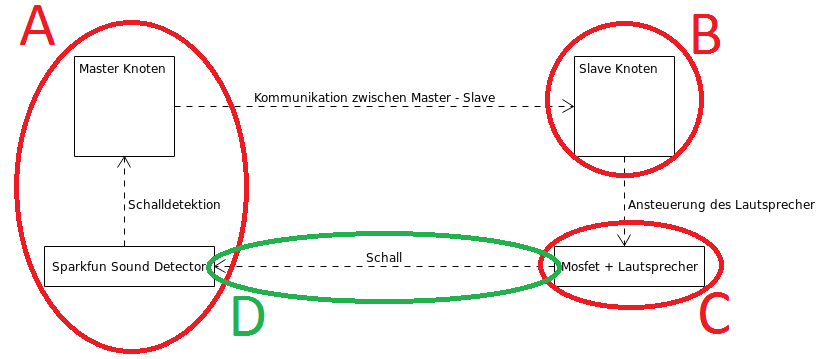 A
B
Master Knoten
Slave Knoten
Kommunikation zwischen Master - Slave
Schalldetektion
Ansteuerung des Lautsprecher
Sparkfun Sound Detector
Schall
Mosfet + Lautsprecher
D
C